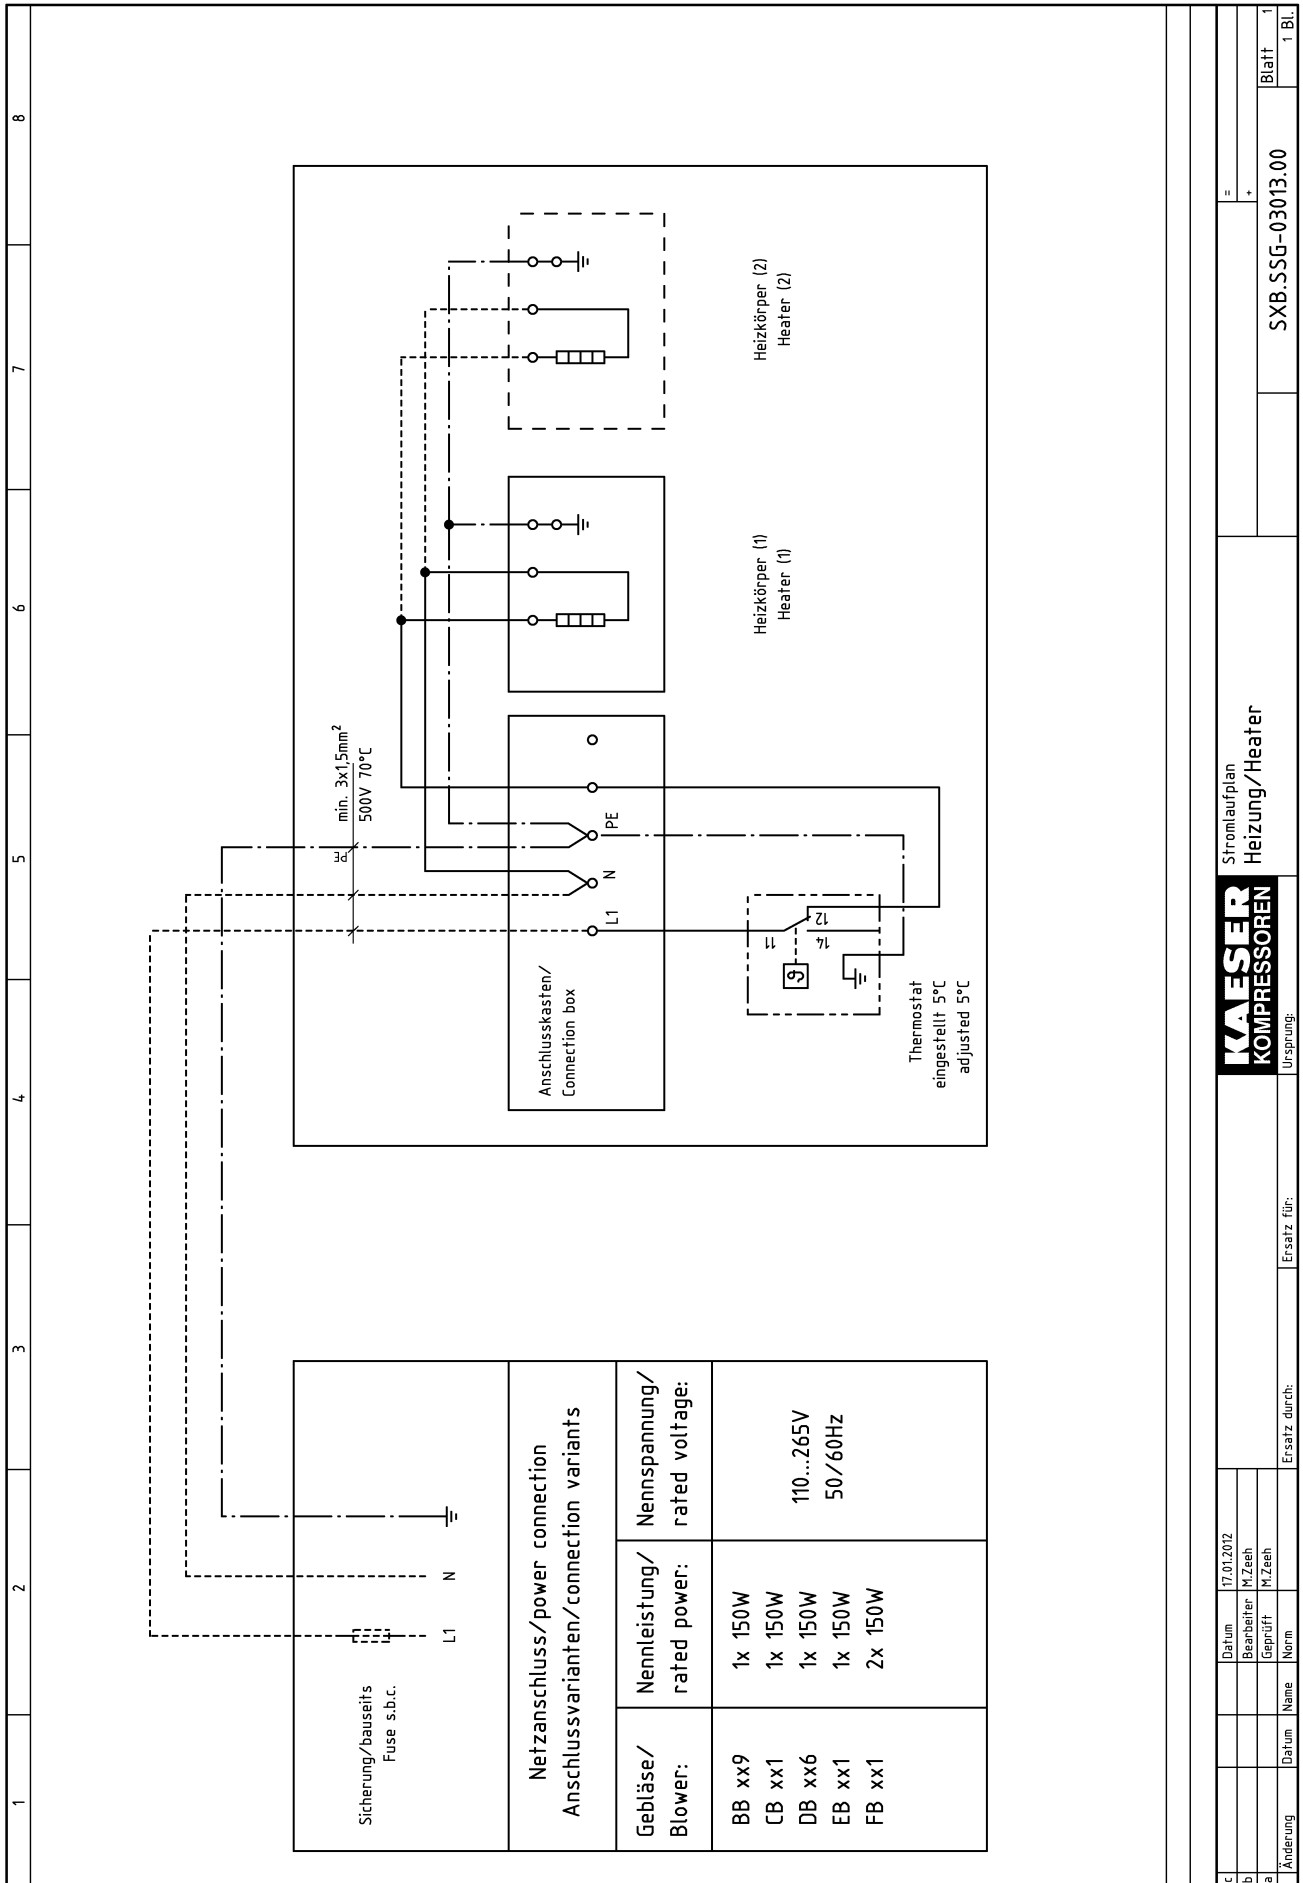 1
2
3
4
5
6
7
8
Sicherung/bauseits
Fuse s.b.c.
L1
N
Netzanschluss/power connection
Anschlussvarianten/connection variants
Gebläse/
Blower:
Nennleistung/
rated power:
Nennspannung/
rated voltage:
BB xx9
1x 150W
CB xx1
1x 150W
DB xx6
1x 150W
EB xx1
1x 150W
FB xx1
2x 150W
110...265V
50/60Hz
min. 3x1,5mm²
500V 70°C
PE
Anschlusskasten/
Connection box
L1
N
PE
11
12
14
ϑ
Thermostat
eingestellt 5°C
adjusted 5°C
Heizkörper (1)
Heater (1)
Heizkörper (2)
Heater (2)
c
b
a
Änderung
Datum
Name
Datum
17.01.2012
Bearbeiter
M.Zeeh
Geprüft
M.Zeeh
Norm
Ersatz durch:
Ersatz für:
Ursprung:
KAESER
KOMPRESSOREN
Stromlaufplan
Heizung/Heater
=
+
SXB.SSG-03013.00
Blatt 1
1 Bl.